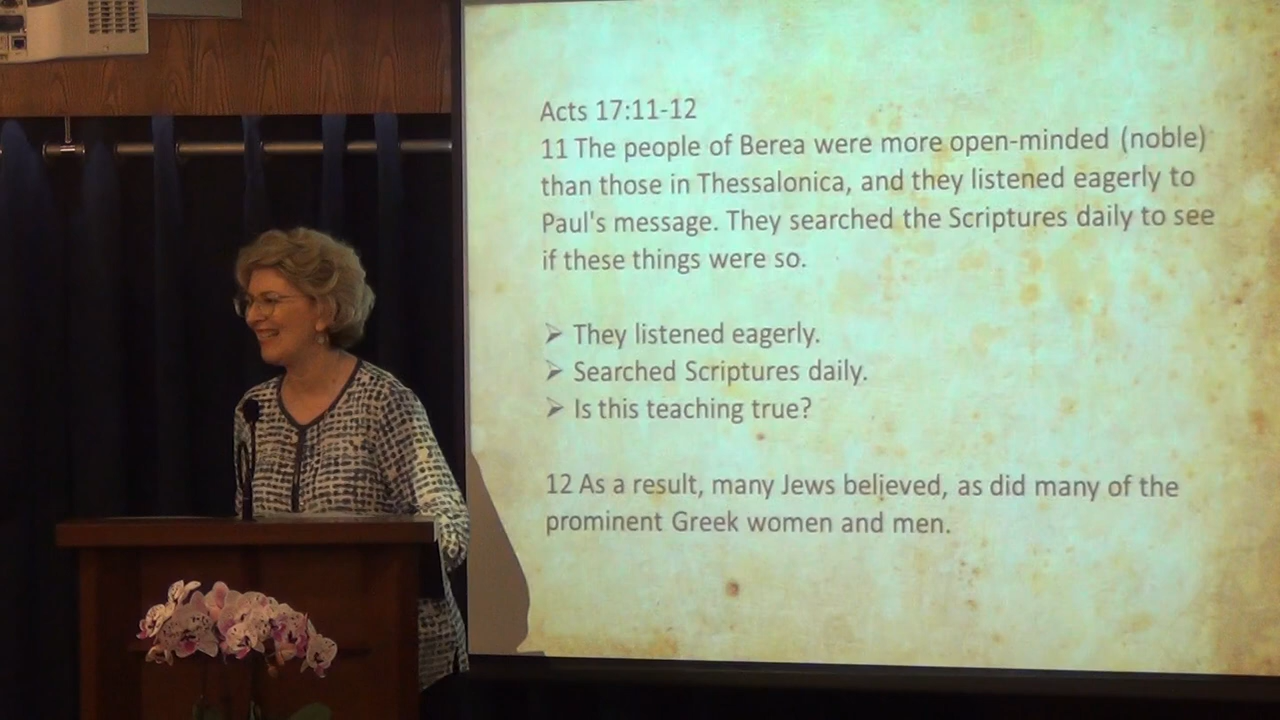 Acts 17:11-12
11 The people of Berea were more open-minded (noble)
than those in Thessalonica, and they listened eagerly to
Paul's message. They searched the Scriptures daily to see
if these things were so.
➢ They listened eagerly.
➢ Searched Scriptures daily.
➢ Is this teaching true?
12 As a result, many Jews believed, as did many of the
prominent Greek women and men.